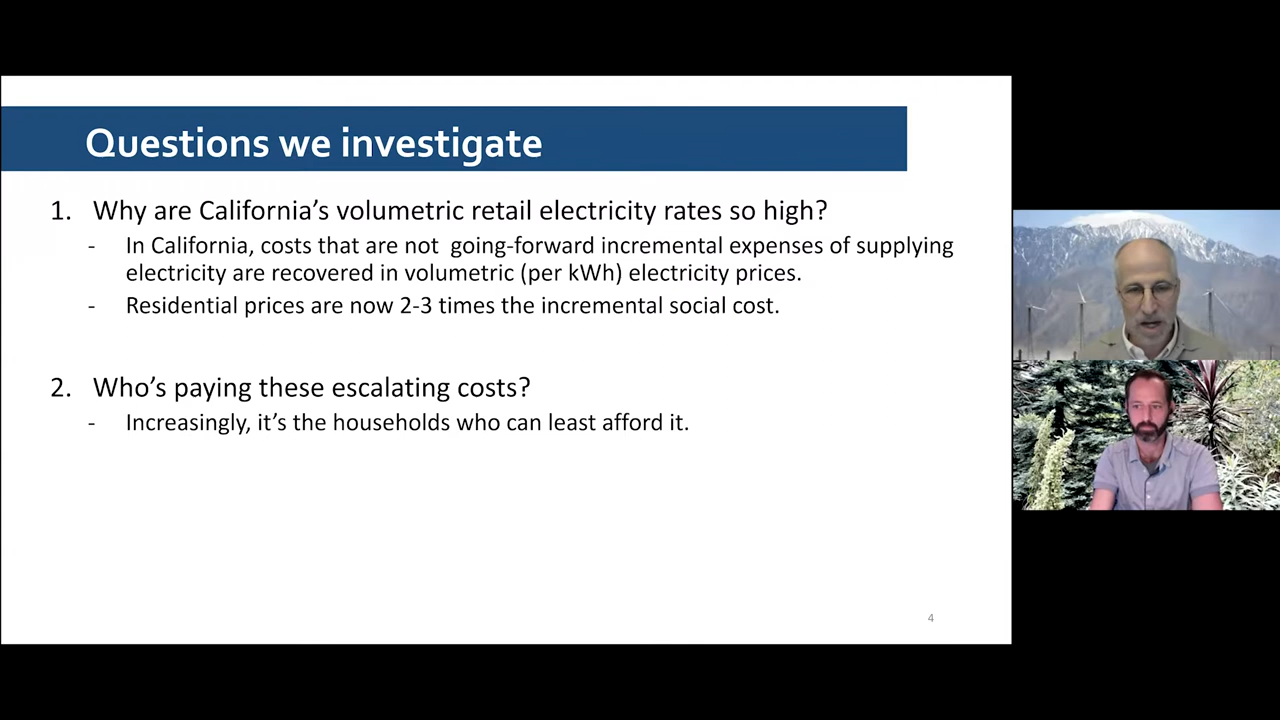 Questions we investigate
1. Why are California’s volumetric retail electricity rates so high?
- In California, costs that are not  going-forward incremental expenses of supplying
electricity are recovered in volumetric (per kWh) electricity prices.
- Residential prices are now 2-3 times the incremental social cost.
2. Who’s paying these escalating costs?
- Increasingly, it’s the households who can least afford it.
4